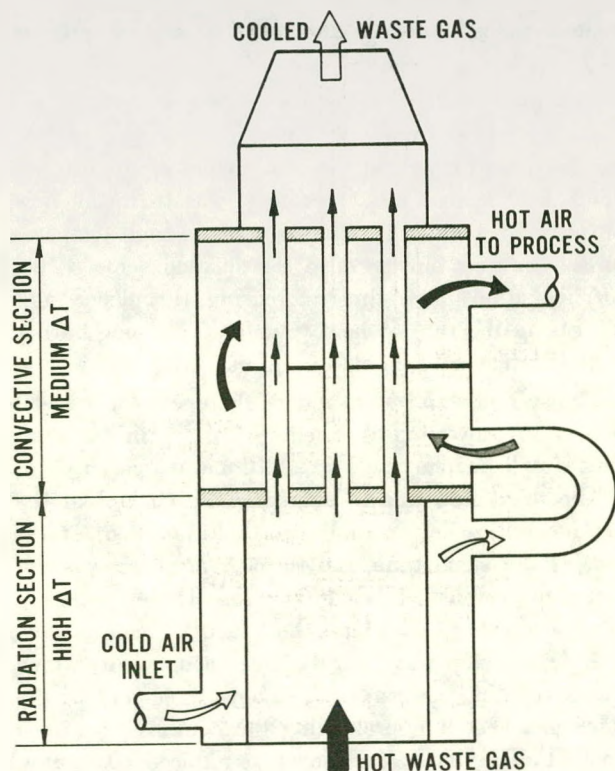 COOLED WASTE GAS
HOT AIR
TO PROCESS
CONVECTIVE SECTION
MEDIUM ΔT
RADIATION SECTION
HIGH ΔT
COLD AIR
INLET
HOT WASTE GAS